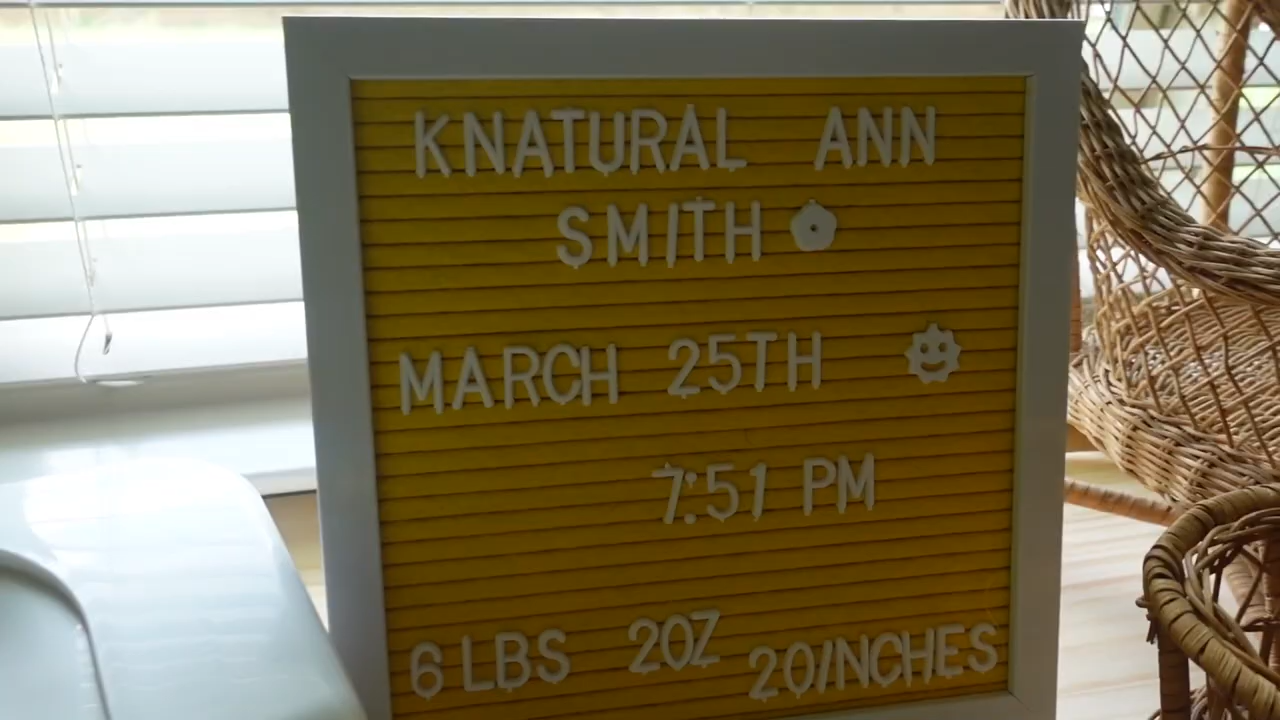 KNATURAL ANN
SMITH
MARCH 25TH
7:51 PM
6 LBS 2OZ 20INCHES